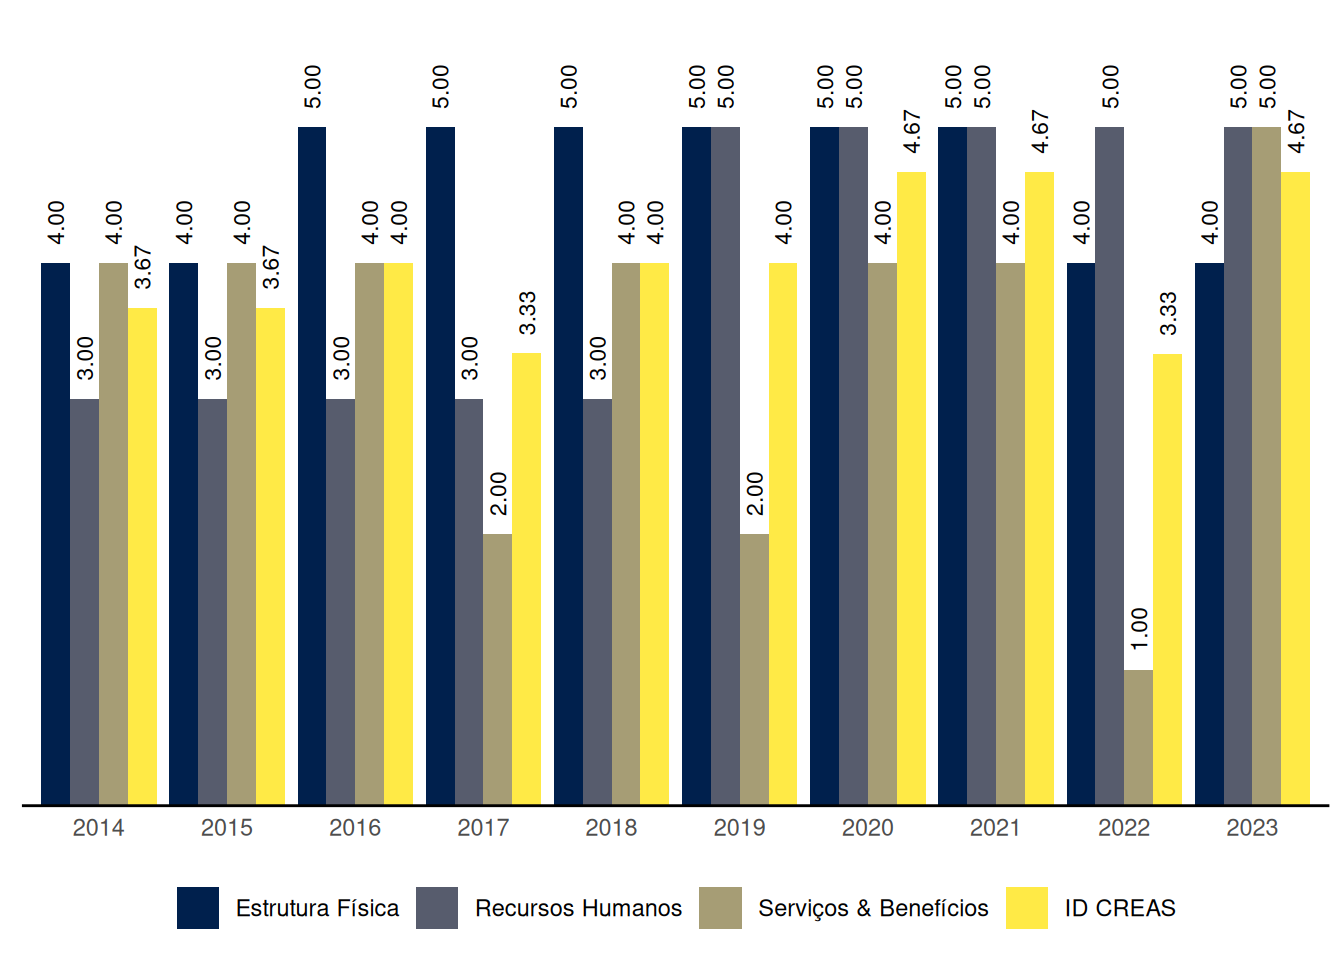 4.00 3.00 4.00 3.67 4.00 3.00 4.00 3.67 5.00 3.00 4.00 4.00 5.00 3.00 2.00 3.33 5.00 3.00 4.00 4.00 5.00 5.00 2.00 4.00 5.00 5.00 4.00 4.67 5.00 5.00 4.00 4.67 4.00 5.00 1.00 3.33 4.00 5.00 5.00 4.67
2014 2015 2016 2017 2018 2019 2020 2021 2022 2023
Estrutura Física Recursos Humanos Serviços & Benefícios ID CREAS